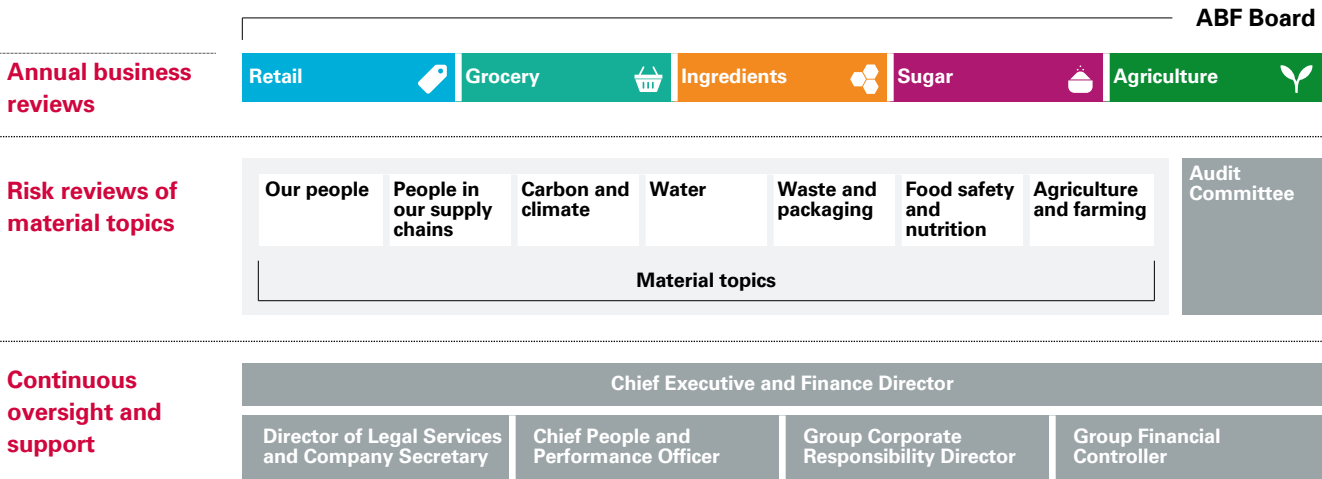 ABF Board
Annual business
reviews
Retail
Grocery
Ingredients
Sugar
Agriculture
Risk reviews of
material topics
Our people
People in
our supply
chains
Carbon and
climate
Water
Waste and
packaging
Food safety
and
nutrition
Agriculture
and farming
Material topics
Audit
Committee
Continuous
oversight and
support
Chief Executive and Finance Director
Director of Legal Services
and Company Secretary
Chief People and
Performance Officer
Group Corporate
Responsibility Director
Group Financial
Controller